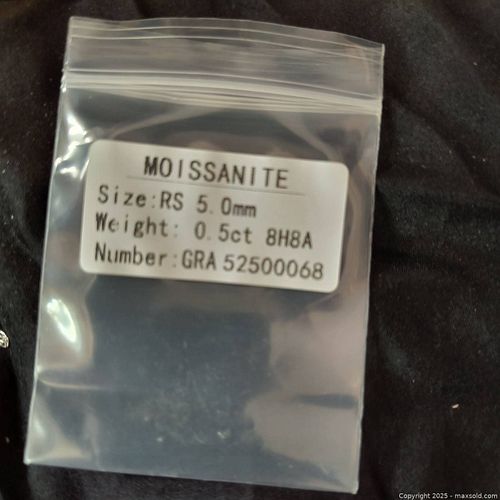 MOISSANITE
Size:RS 5.0mm
Weight: 0.5ct 8H8A
Number:GRA 52500068
Copyright 2025 - maxsold.com